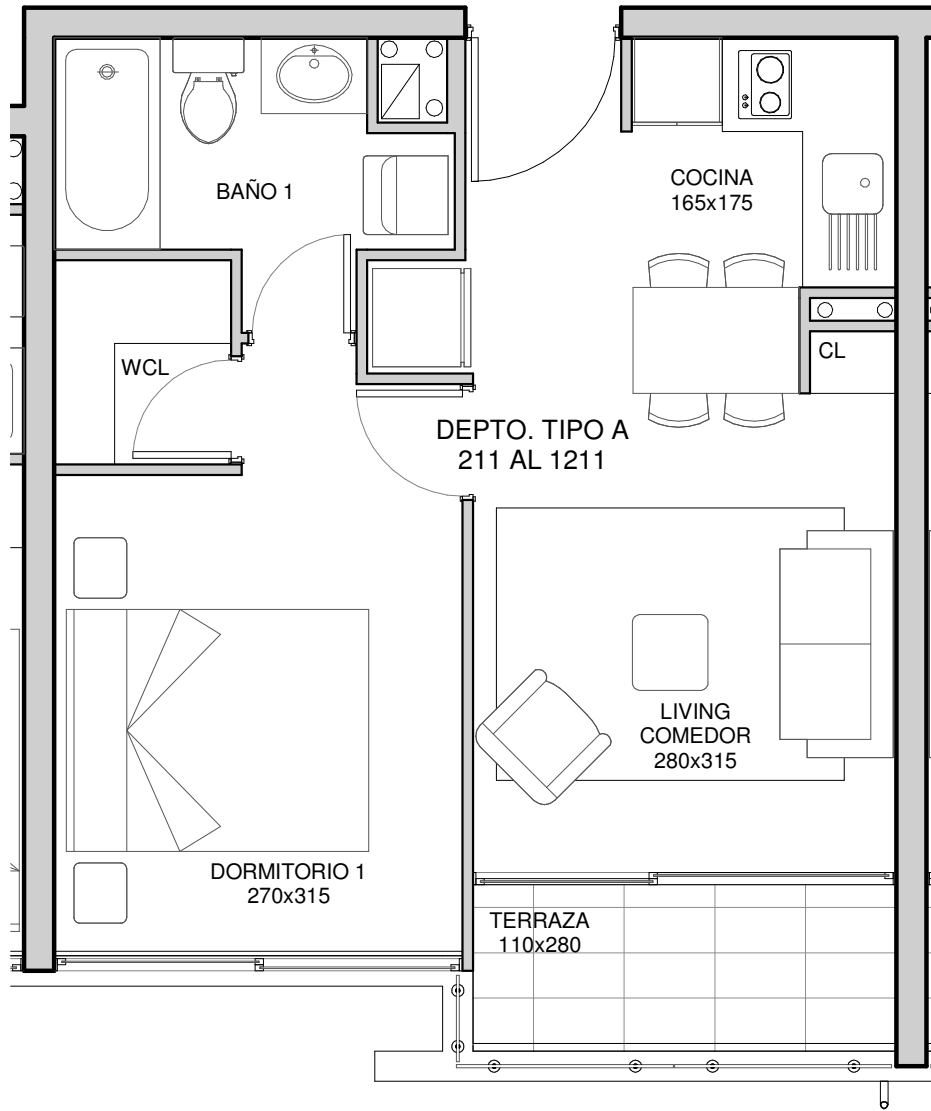 BAÑO 1
COCINA
165x175
WCL
CL
DEPTO. TIPO A
211 AL 1211
LIVING
COMEDOR
280x315
DORMITORIO 1
270x315
TERRAZA
110x280